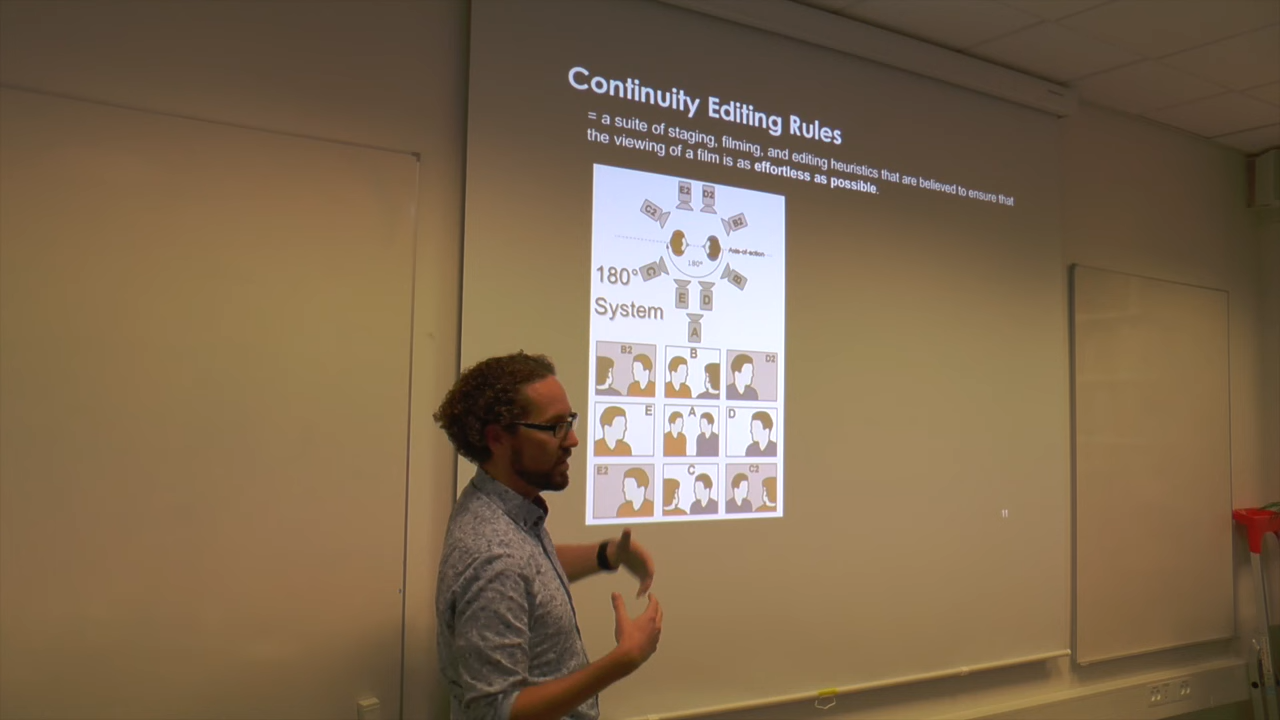 Continuity Editing Rules
= a suite of staging, filming, and editing heuristics that are believed to ensure that
the viewing of a film is as effortless as possible.
E2 D2
C2 B2
Axis-of-action
180°
C B
180°
System
E D
A
B2 B D2
E A D
E2 C C2
11